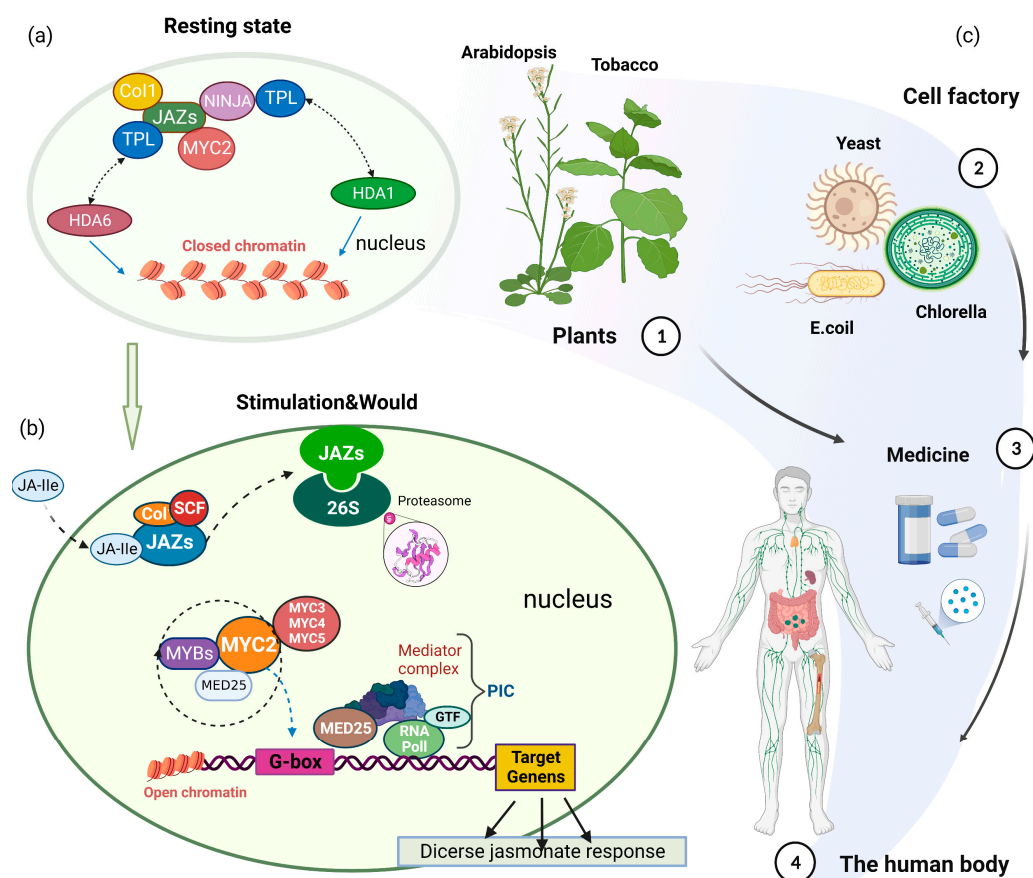 (a)
Resting state
Col1
JAZs
NINJA
TPL
TPL
MYC2
HDA6
HDA1
nucleus
Closed chromatin
(c)
Arabidopsis
Tobacco
Plants
1
Cell factory
2
Yeast
E.coil
Chlorella
Medicine
3
4
The human body
(b)
Stimulation&Would
JA-Ile
JA-Ile
Col
SCF
JAZs
JAZs
26S
Proteasome
nucleus
MYC3
MYC4
MYC5
MYBs
MYC2
MED25
Mediator
complex
PIC
MED25
RNA
Poll
GTF
G-box
Target
Genens
Open chromatin
Dicerse jasmonate response